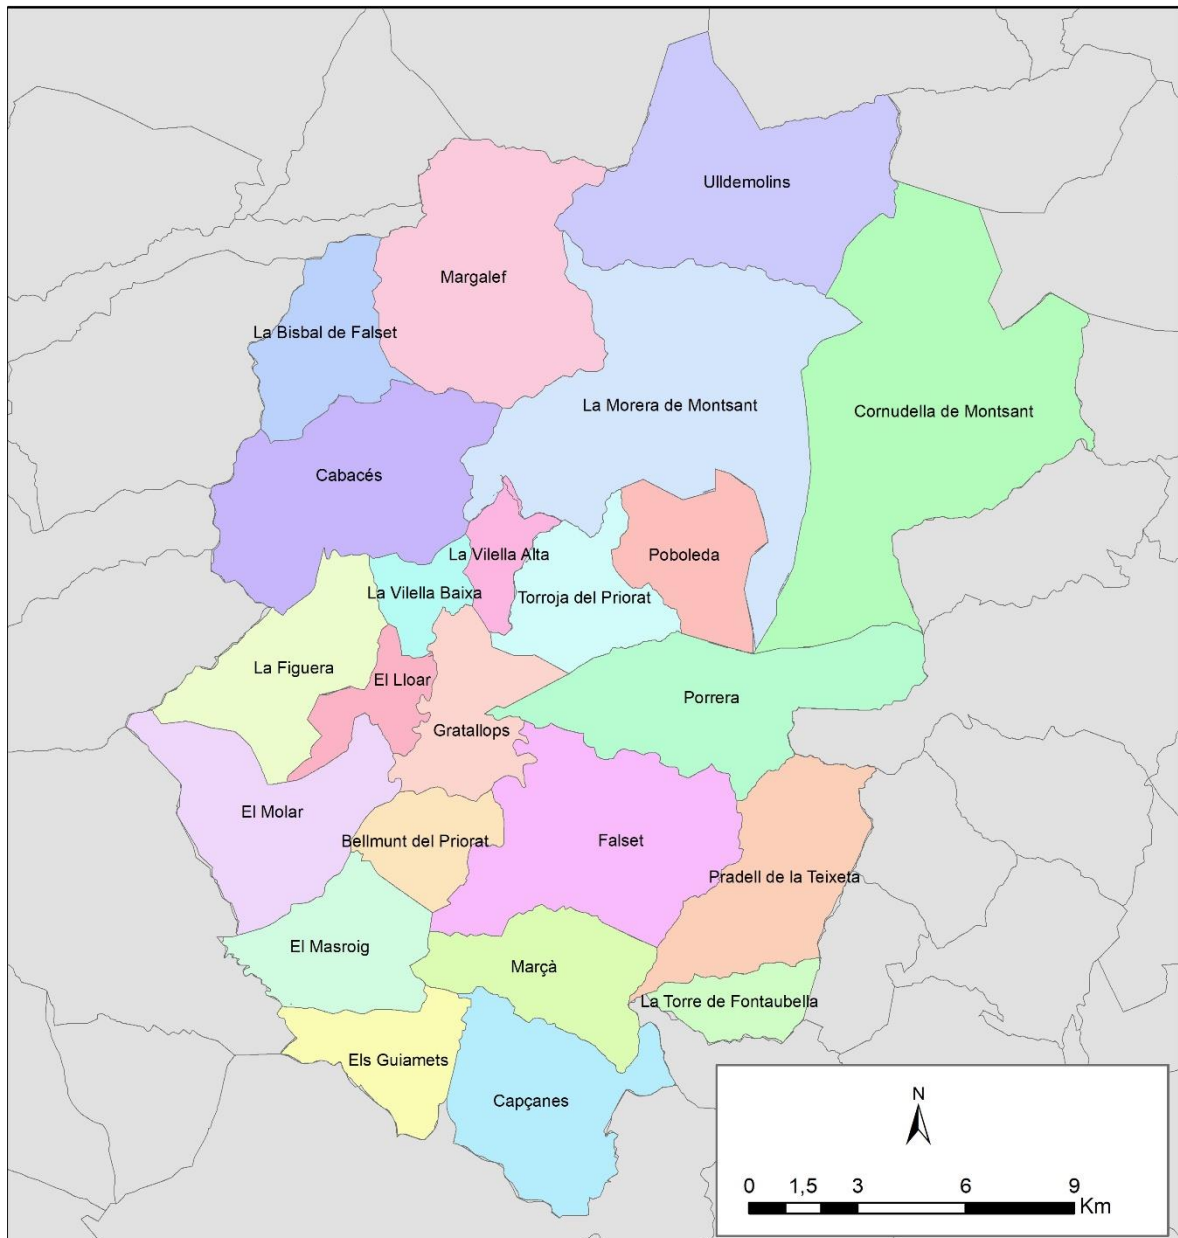 Ulldemolins
Margalef
La Bisbal de Falset
La Morera de Montsant
Cornudella de Montsant
Cabacés
La Vilella Alta
Poboleda
La Vilella Baixa
Torroja del Priorat
La Figuera
El Lloar
Porrera
Gratallops
El Molar
Bellmunt del Priorat
Falset
Pradell de la Teixeta
El Masroig
Marçà
La Torre de Fontaubella
Els Guiamets
Capçanes
N
0 1,5 3 6 9
Km